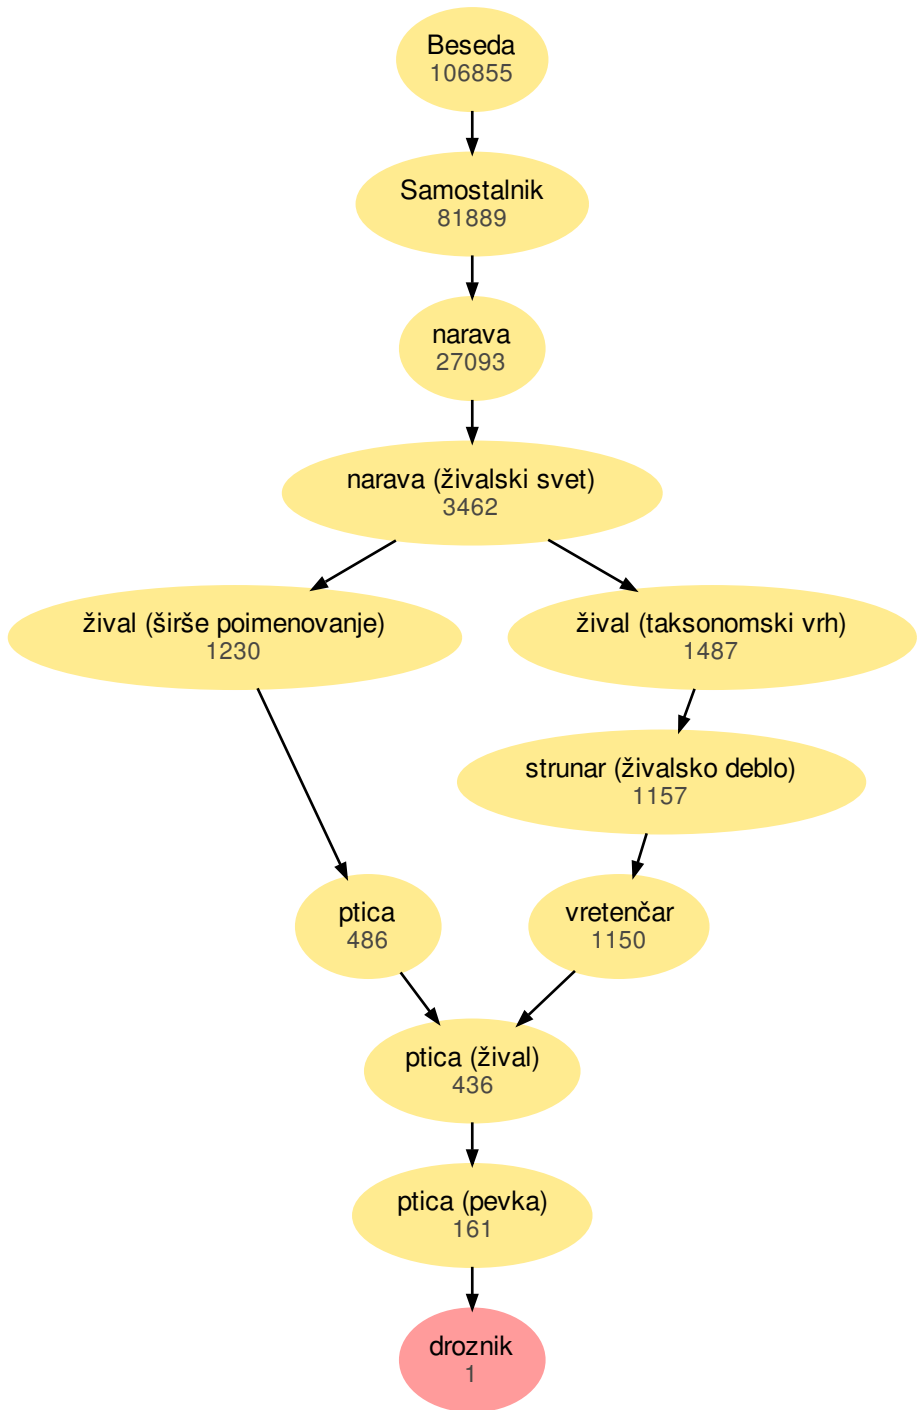 Beseda
106855
Samostalnik
81889
narava
27093
narava (živalski svet)
3462
žival (širše poimenovanje)
1230
žival (taksonomski vrh)
1487
strunar (živalsko deblo)
1157
ptica
486
vretenčar
1150
ptica (žival)
436
ptica (pevka)
161
droznik
1